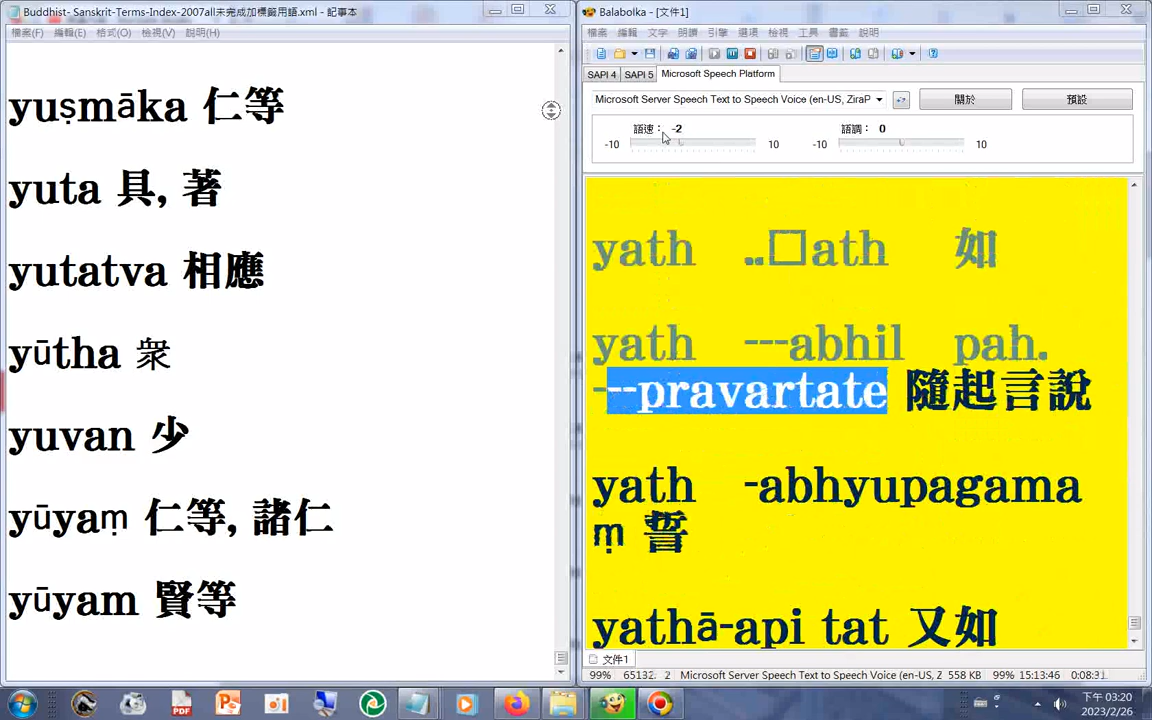 Buddhist- Sanskrit-Terms-Index-2007all未完成加標籤用語.xml - 記事本
檔案(F) 編輯(E) 格式(O) 檢視(V) 說明(H)
yuṣmāka 仁等
yuta 具, 著
yutatva 相應
yūtha 衆
yuvan 少
yūyaṃ 仁等, 諸仁
yūyam 賢等
Balabolka - [文件1]
檔案 編輯 文字 朗讀 引擎 選項 檢視 工具 書籤 說明
SAPI 4 SAPI 5 Microsoft Speech Platform
Microsoft Server Speech Text to Speech Voice (en-US, ZiraP
關於 預設
語速： -2 語調： 0
-10 10 -10 10
yath ..□ath 如
yath ---abhil pah.
---pravartate 隨起言說
yath -abhyupagama
ṃ 誓
yathā-api tat 又如
文件1
99% 65132, 2 Microsoft Server Speech Text to Speech Voice (en-US, Z 558 KB 99% 15:13:46 0:08:31
下午 03:20
2023/2/26